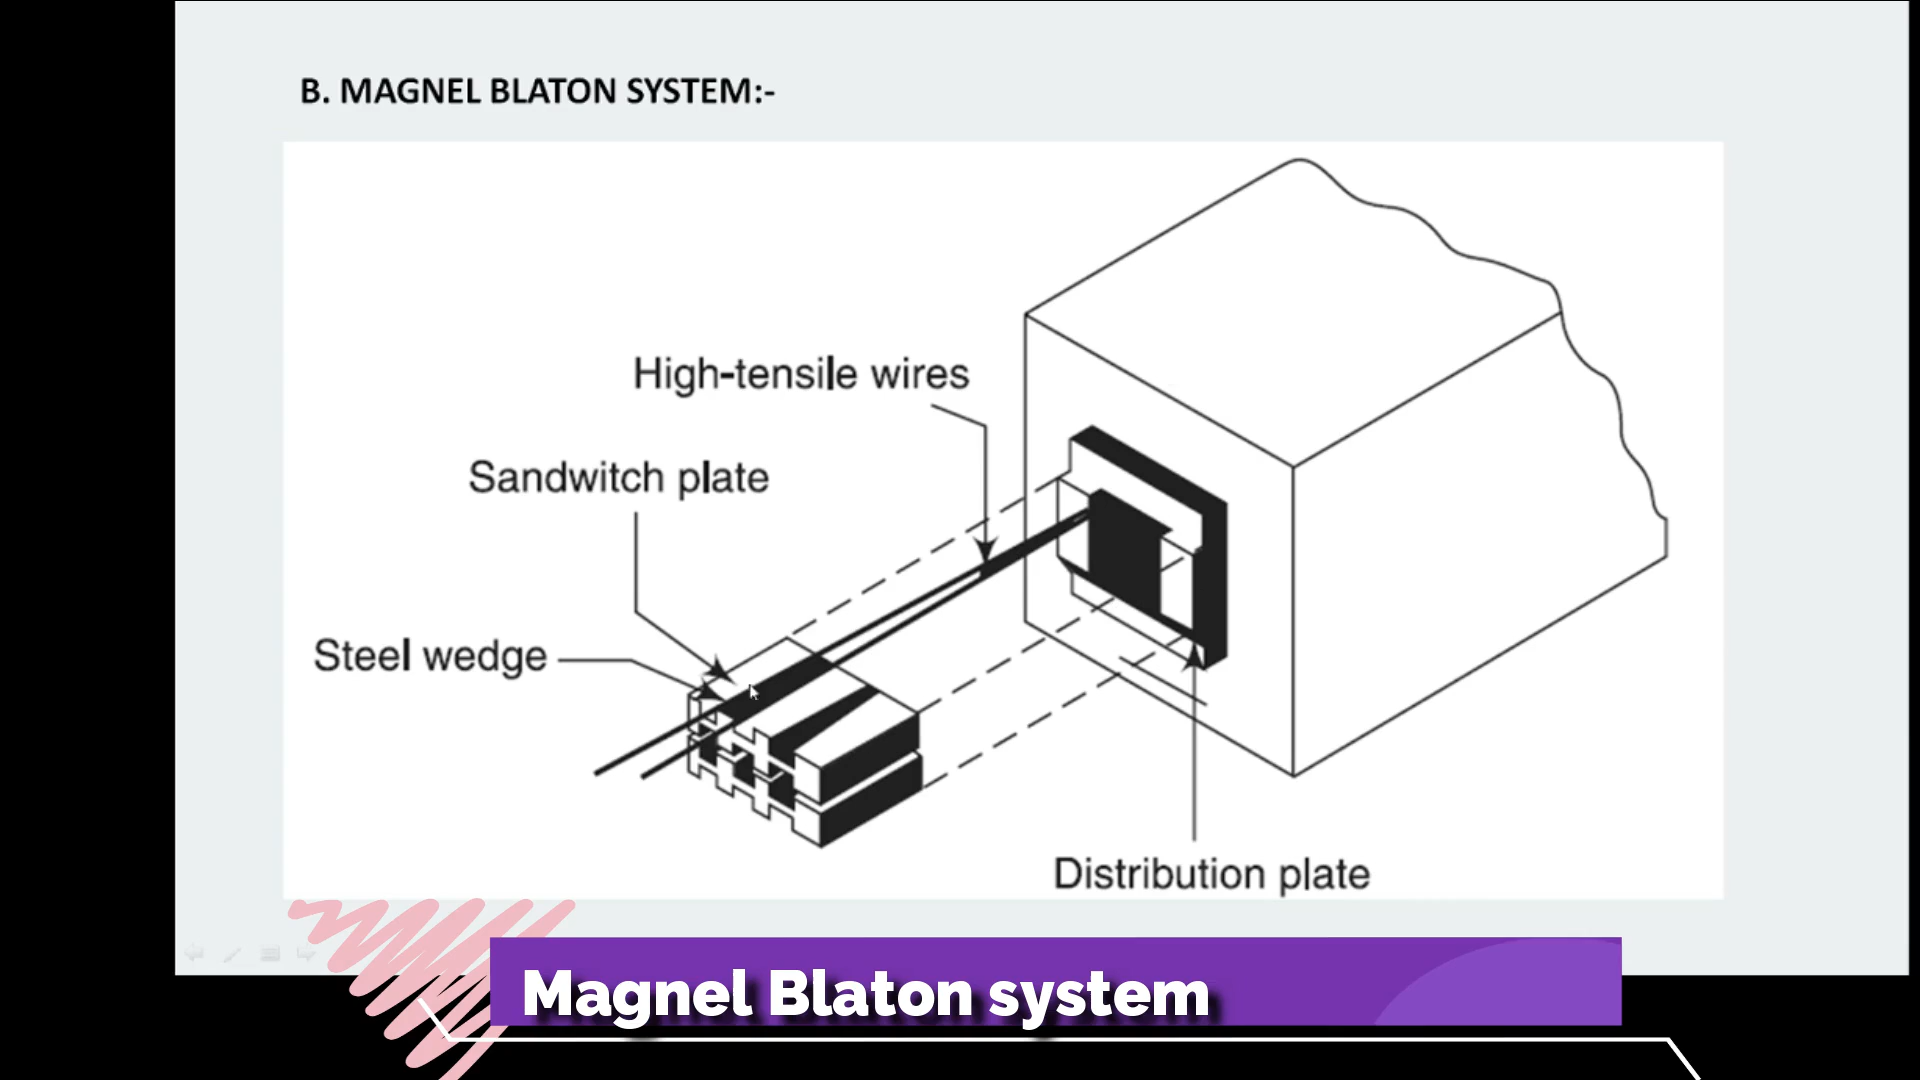 B. MAGNEL BLATON SYSTEM:-
High-tensile wires
Sandwitch plate
Steel wedge
Distribution plate
Magnel Blaton system